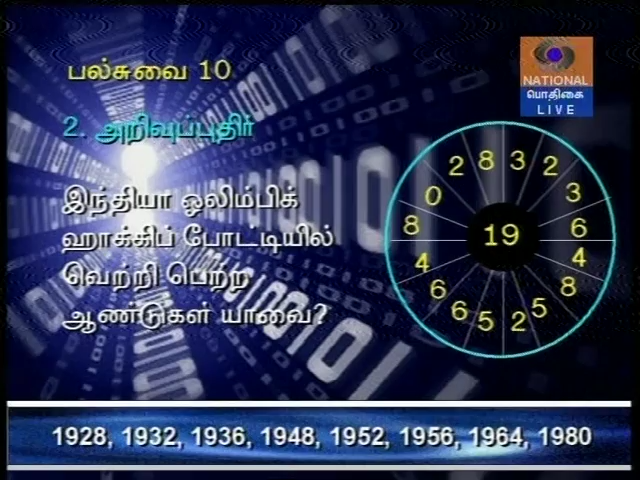 பல்சுவை 10
NATIONAL
பொதிகை
LIVE
2. அறிவுப்புதிர்
இந்தியா ஒலிம்பிக்
ஹாக்கிப் போட்டியில்
வெற்றி பெற்ற
ஆண்டுகள் யாவை?
19
2 8 3 2 3 6 4 8 5 2 5 6 6 4 8 0
1928, 1932, 1936, 1948, 1952, 1956, 1964, 1980